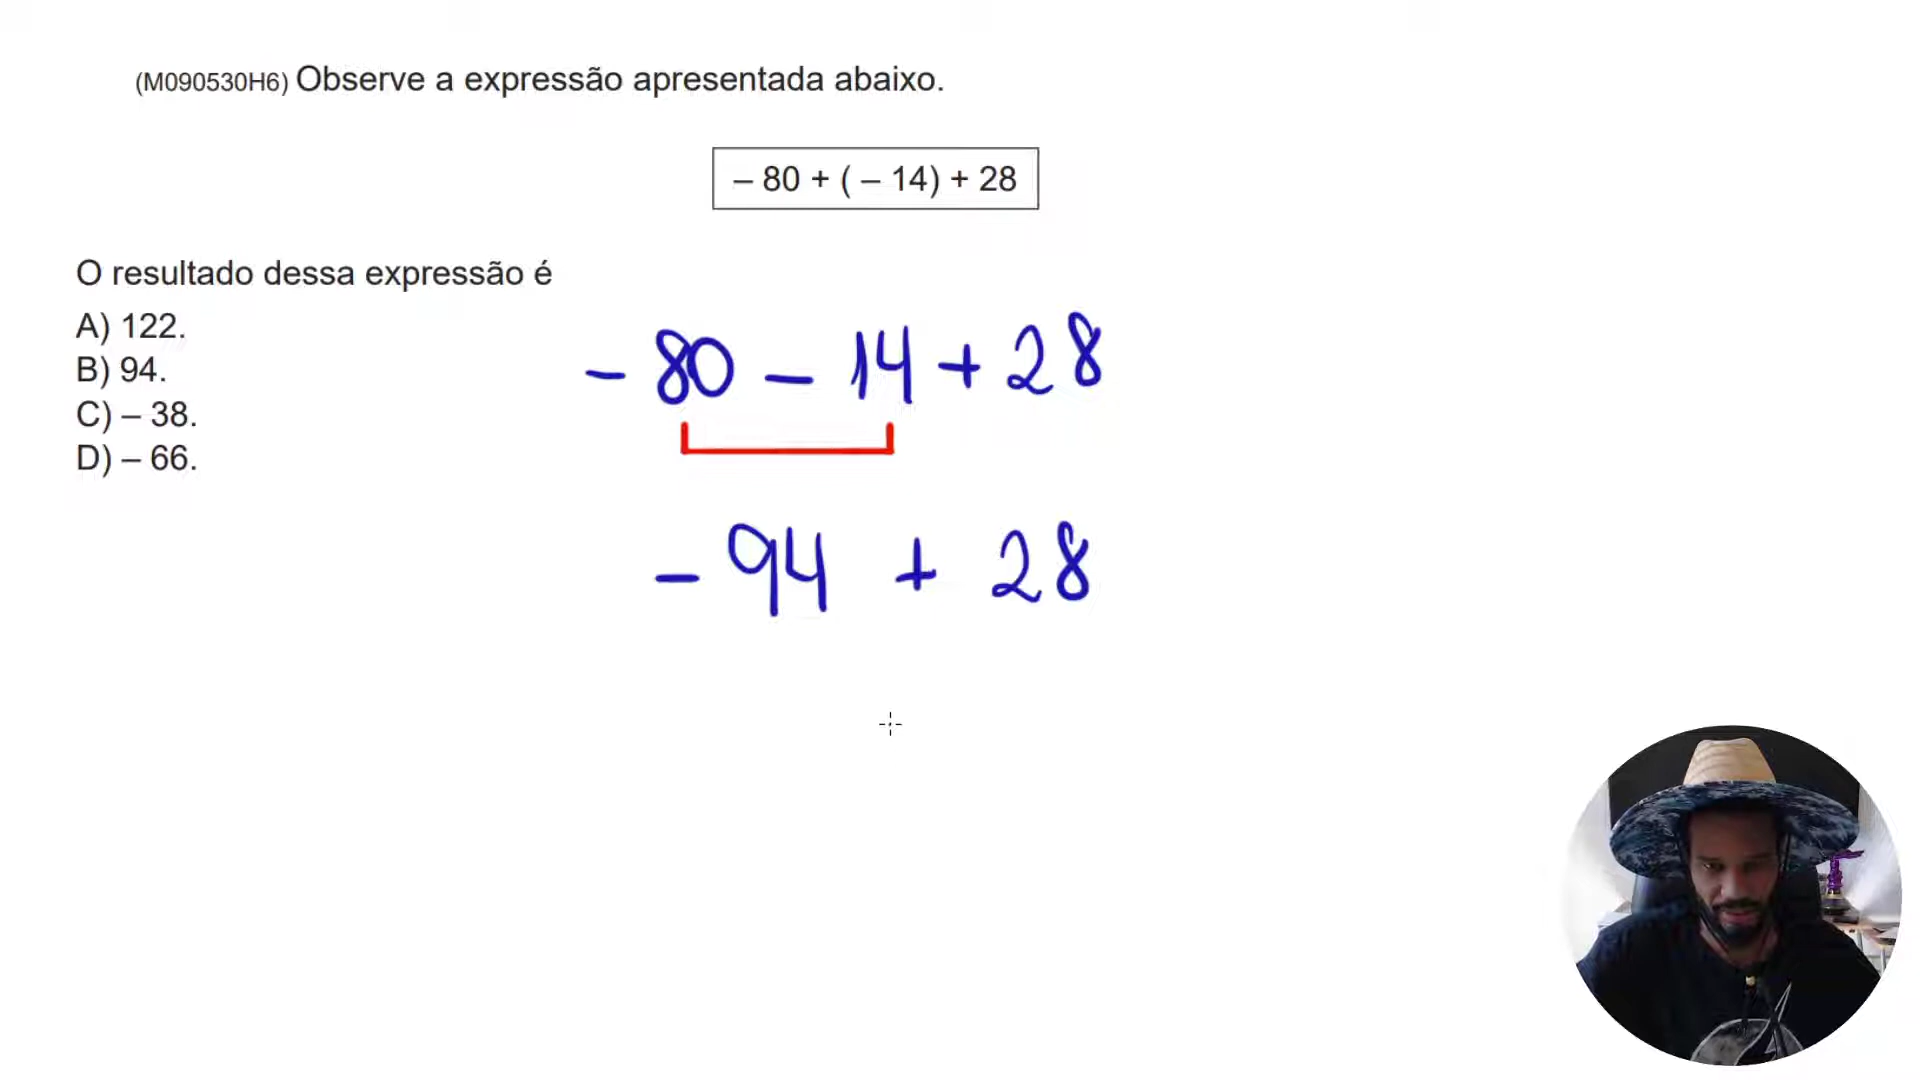 (M090530H6) Observe a expressão apresentada abaixo.
– 80 + ( – 14) + 28
O resultado dessa expressão é
A) 122.
B) 94.
C) – 38.
D) – 66.
- 80 - 14 + 28
- 94 + 28